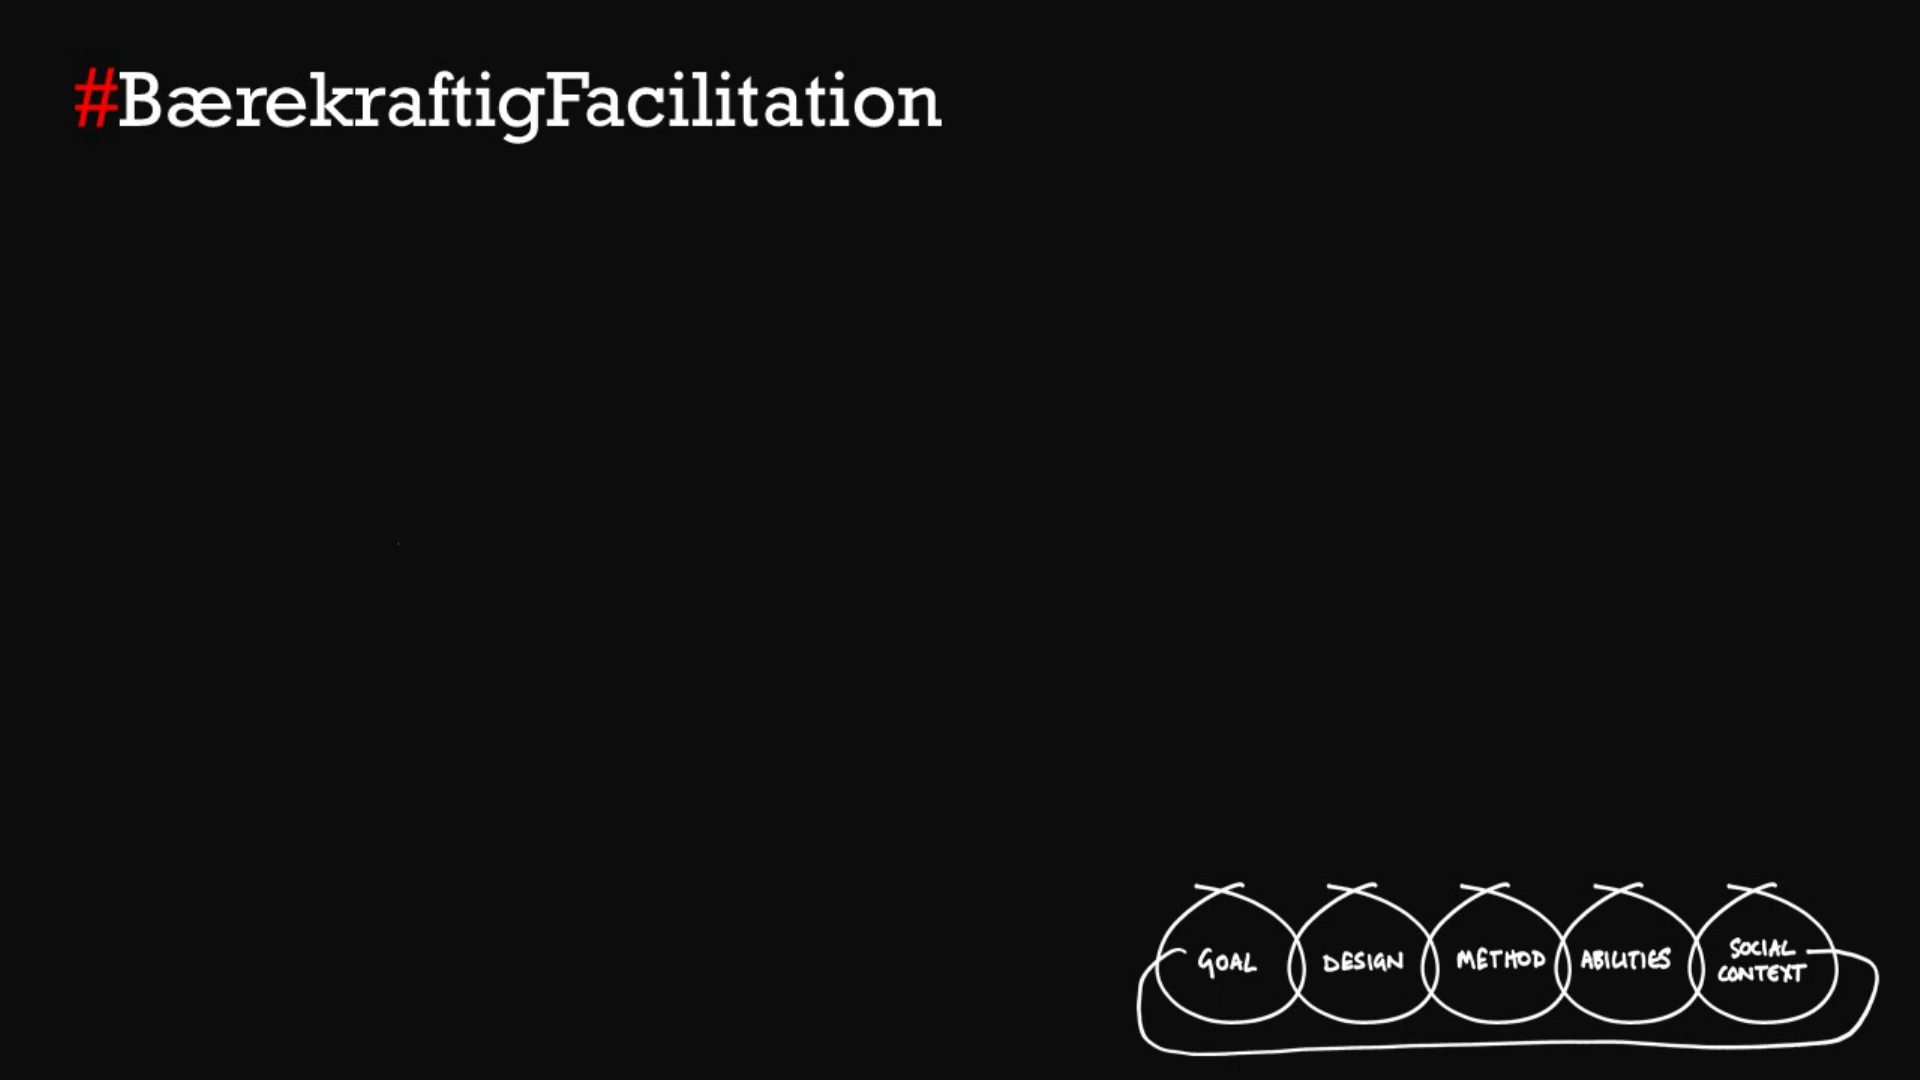 #BærekraftigFacilitation
GOAL
DESIGN
METHOD
ABILITIES
SOCIAL
CONTEXT